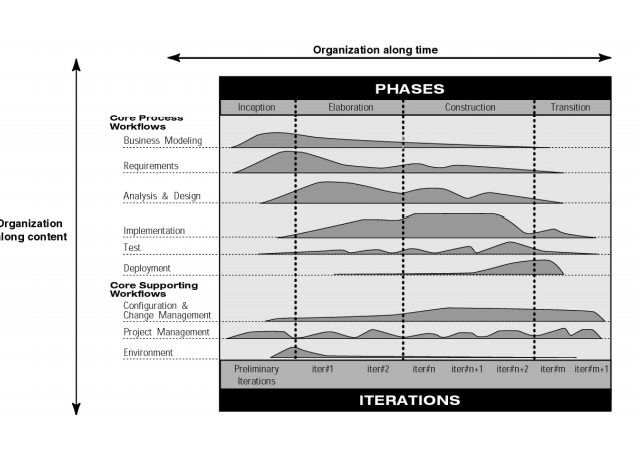 Organization along time
PHASES
Inception Elaboration Construction Transition
Core Process
Workflows
Business Modeling
Requirements
Analysis & Design
Organization
along content
Implementation
Test
Deployment
Core Supporting
Workflows
Configuration &
Change Management
Project Management
Environment
Preliminary
Iterations
iter#1 iter#2 iter#n iter#n+1 iter#n+2 iter#m iter#m+1
ITERATIONS